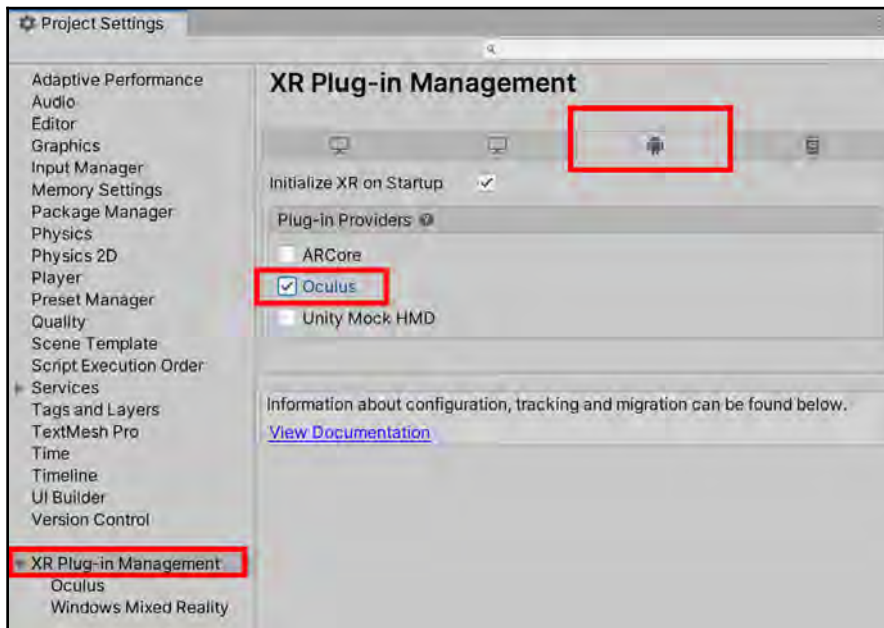 Project Settings
Adaptive Performance
Audio
Editor
Graphics
Input Manager
Memory Settings
Package Manager
Physics
Physics 2D
Player
Preset Manager
Quality
Scene Template
Script Execution Order
Services
Tags and Layers
TextMesh Pro
Time
Timeline
UI Builder
Version Control
XR Plug-in Management
Oculus
Windows Mixed Reality
XR Plug-in Management
Initialize XR on Startup
Plug-in Providers
ARCore
Oculus
Unity Mock HMD
Information about configuration, tracking and migration can be found below.
View Documentation